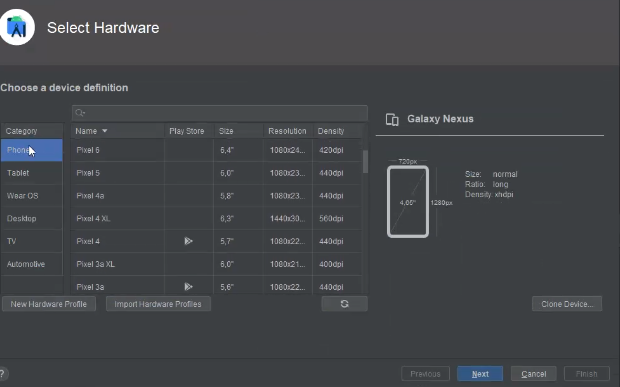 Select Hardware
Choose a device definition
Category
Name
Play Store
Size
Resolution
Density
Phone
Tablet
Wear OS
Desktop
TV
Automotive
Pixel 6 6,4" 1080x24... 420dpi
Pixel 5 6,0" 1080x23... 440dpi
Pixel 4a 5,8" 1080x23... 440dpi
Pixel 4 XL 6,3" 1440x30... 560dpi
Pixel 4 5,7" 1080x22... 440dpi
Pixel 3a XL 6,0" 1080x21... 400dpi
Pixel 3a 5,6" 1080x22... 440dpi
New Hardware Profile
Import Hardware Profiles
Galaxy Nexus
720px
4,65"
1280px
Size: normal
Ratio: long
Density: xhdpi
Clone Device...
?
Previous
Next
Cancel
Finish